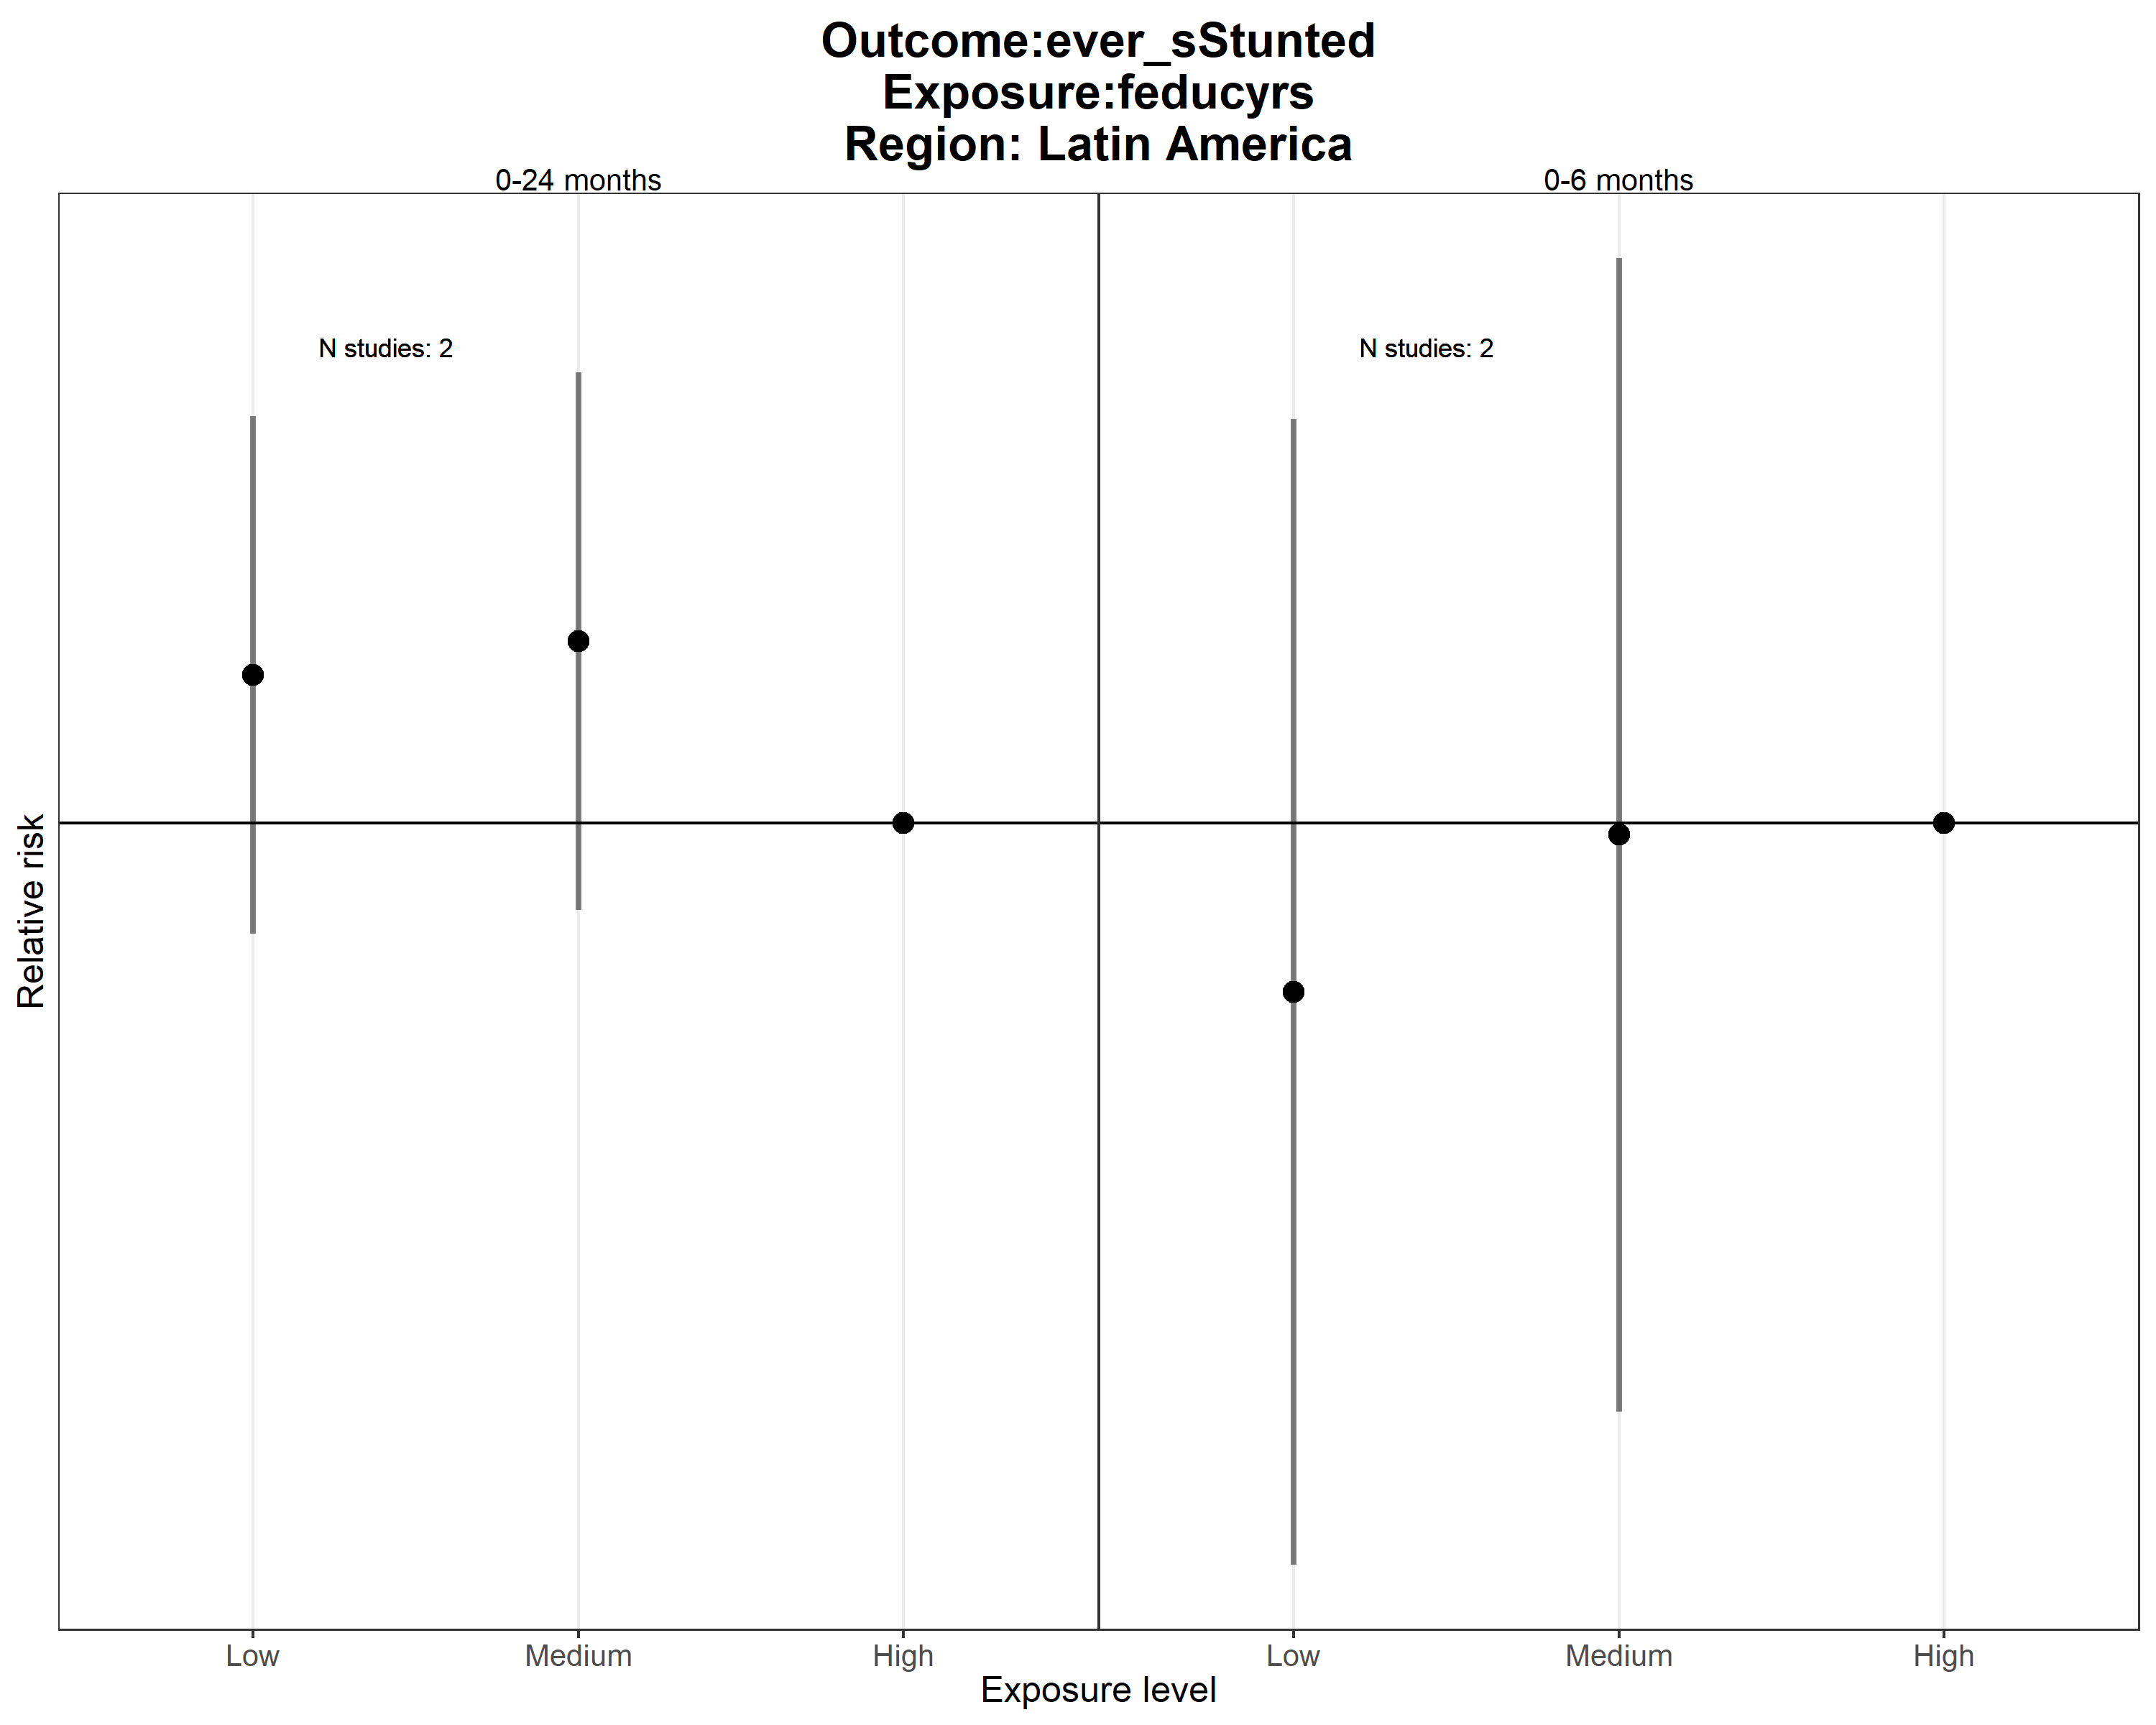 Outcome:ever_sStunted
Exposure:feducyrs
Region: Latin America
0-24 months
0-6 months
N studies: 2
N studies: 2
Relative risk
Low
Medium
High
Low
Medium
High
Exposure level